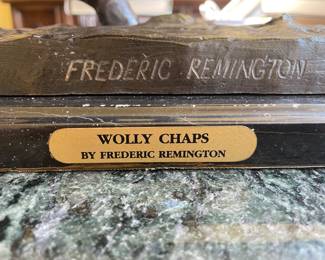 FREDERIC REMINGTON
WOLLY CHAPS
BY FREDERIC REMINGTON